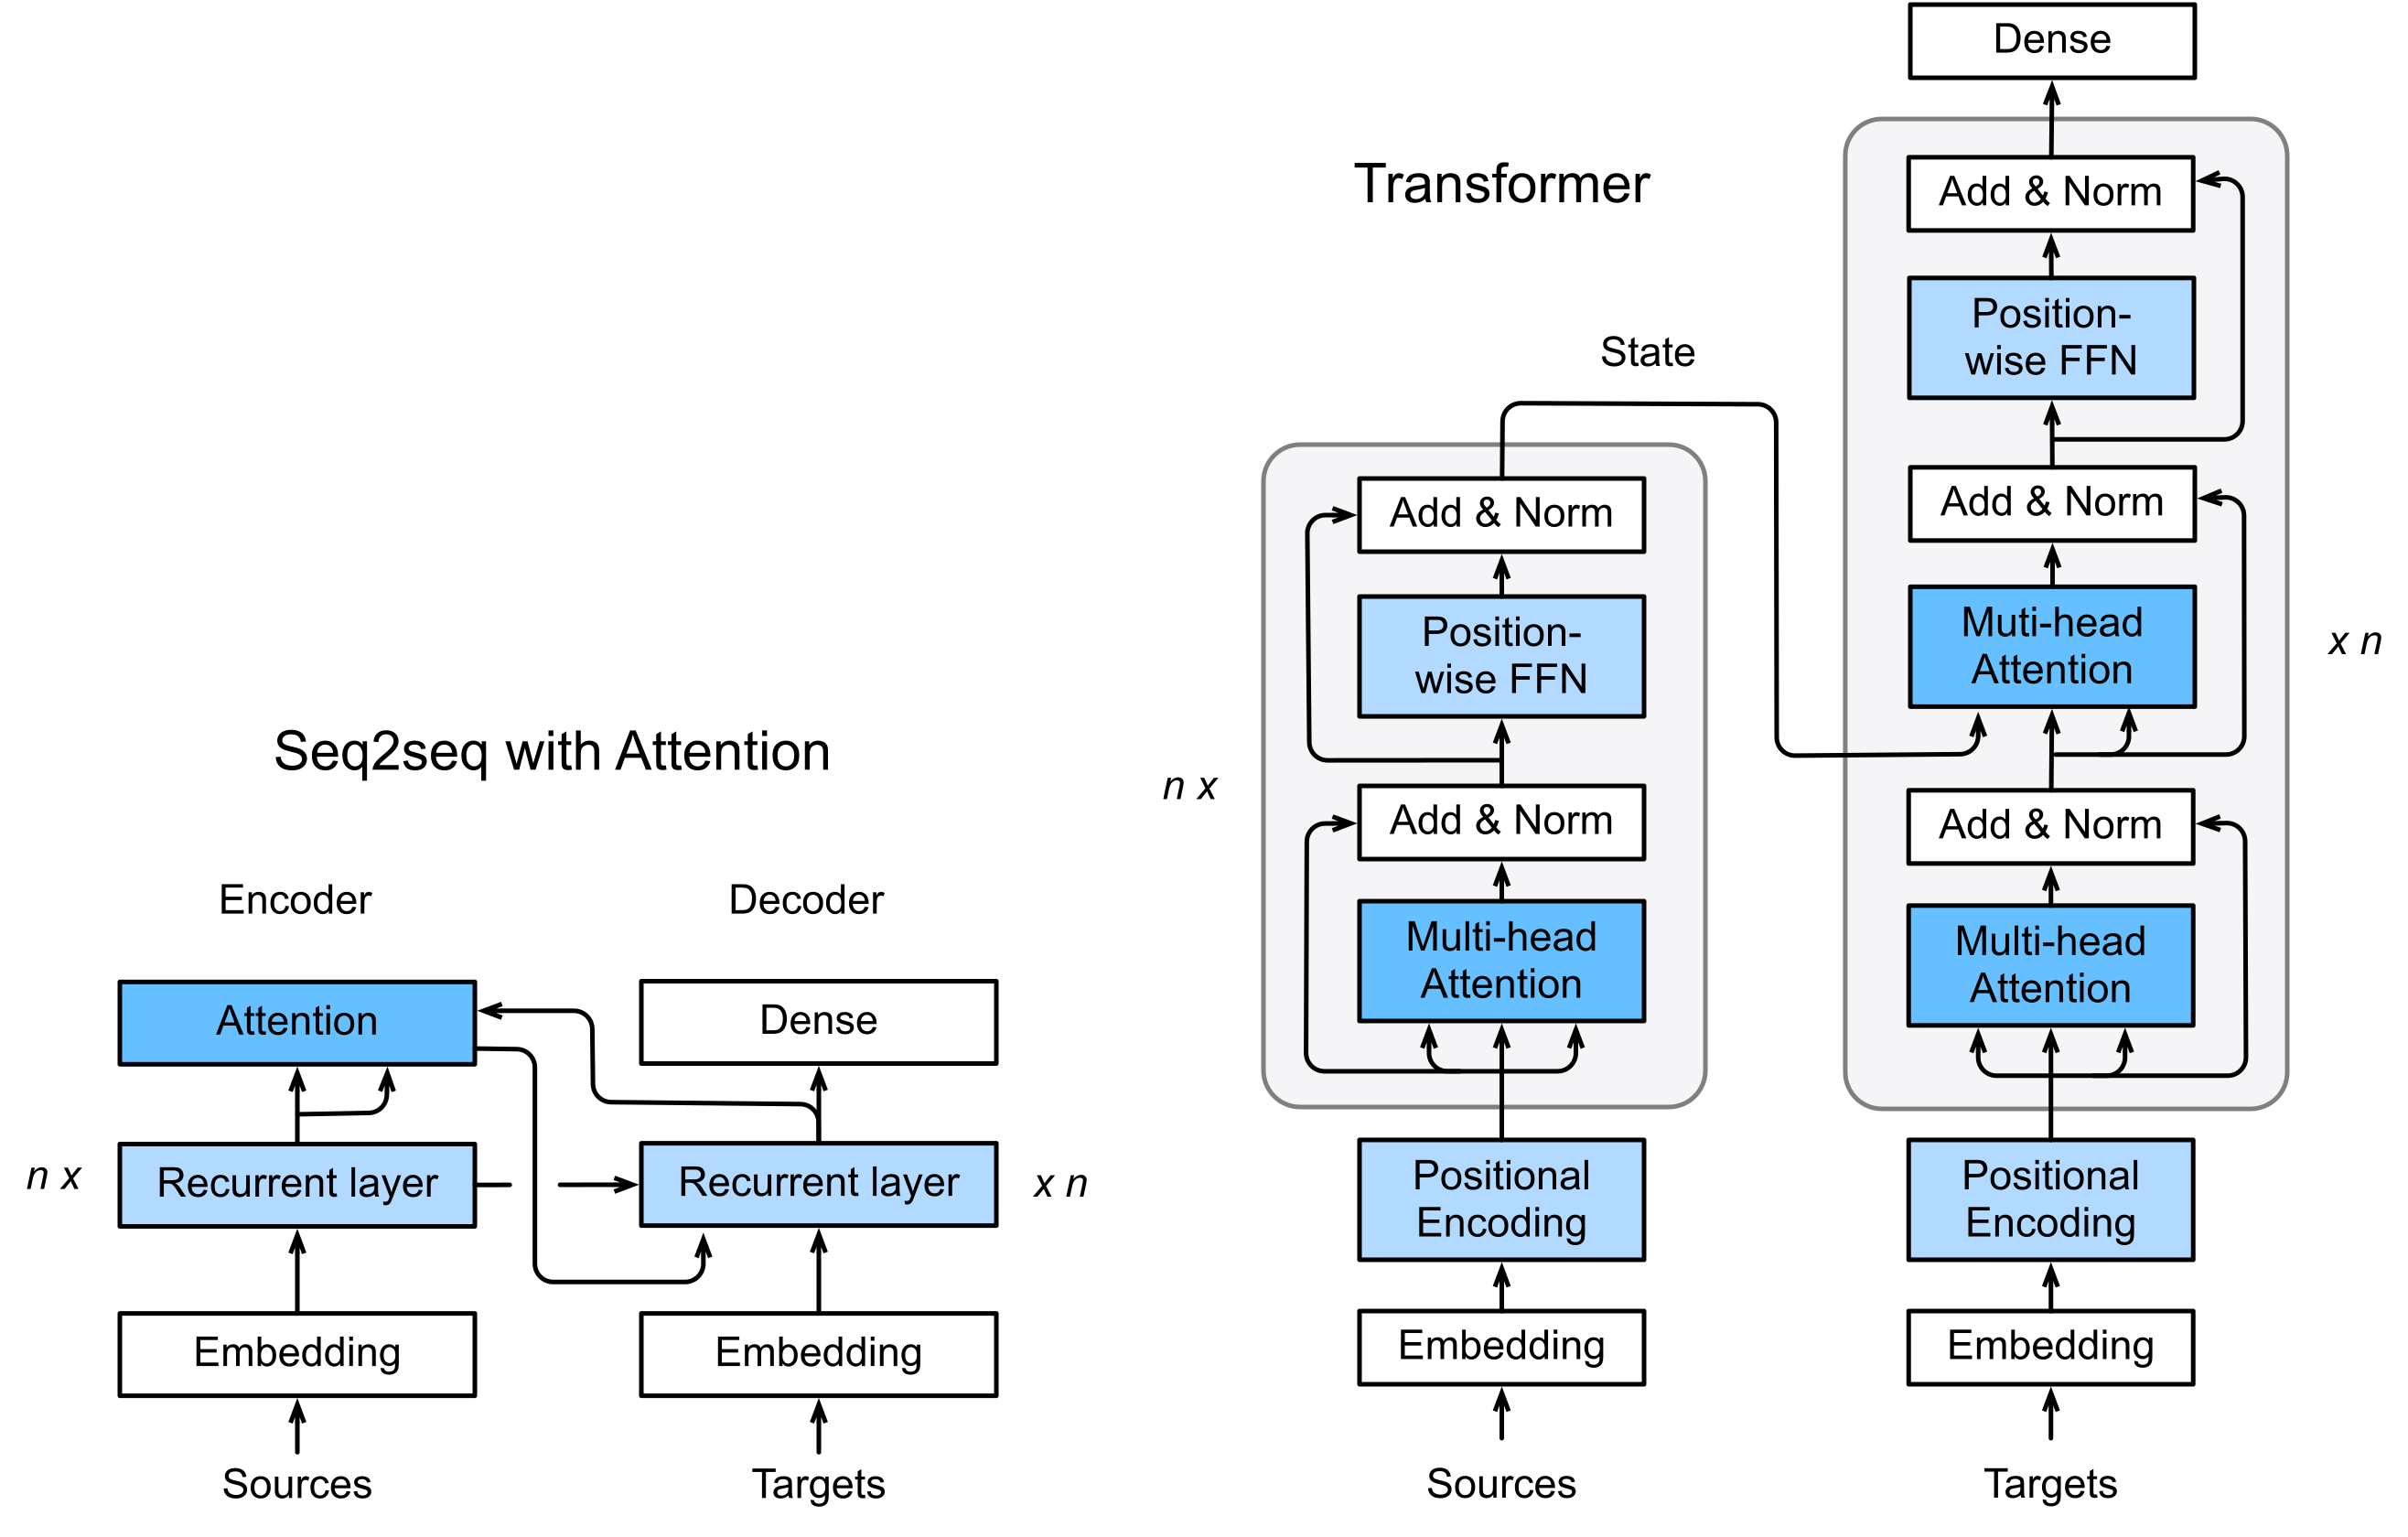 Seq2seq with Attention
Encoder
Decoder
Attention
Dense
n x
Recurrent layer
Recurrent layer
x n
Embedding
Embedding
Sources
Targets
Transformer
State
n x
Add & Norm
Position-
wise FFN
Add & Norm
Multi-head
Attention
Positional
Encoding
Embedding
Sources
Dense
Add & Norm
Position-
wise FFN
Add & Norm
Muti-head
Attention
x n
Add & Norm
Multi-head
Attention
Positional
Encoding
Embedding
Targets